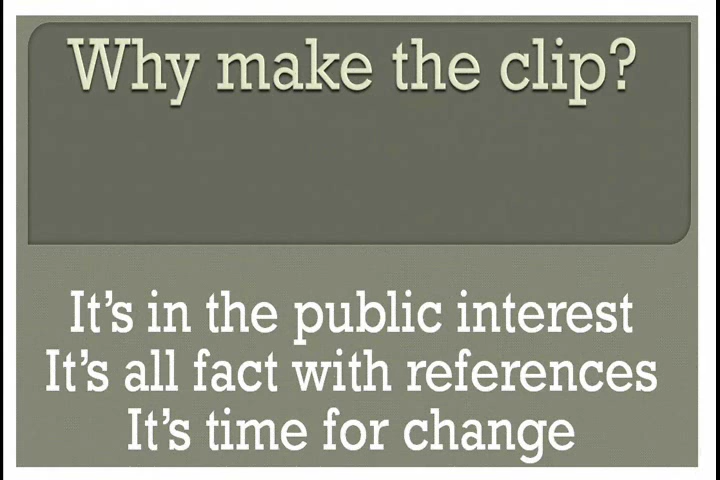 Why make the clip?
It’s in the public interest
It’s all fact with references
It’s time for change